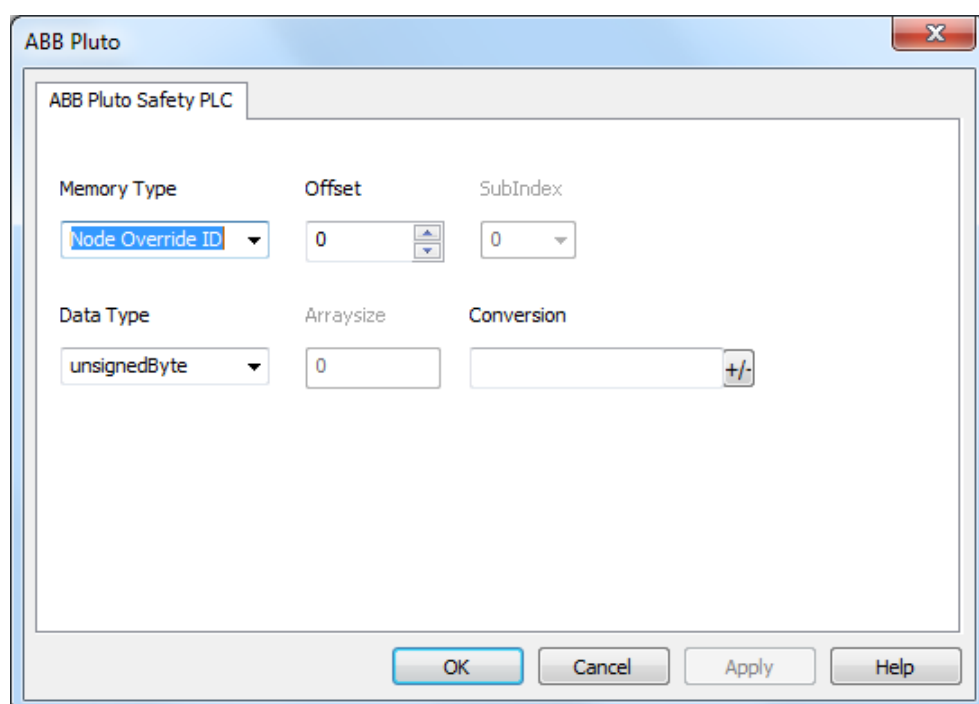 ABB Pluto
ABB Pluto Safety PLC
Memory Type Offset SubIndex
Node Override ID 0 0
Data Type Arraysize Conversion
unsignedByte 0 +/-
OK Cancel Apply Help